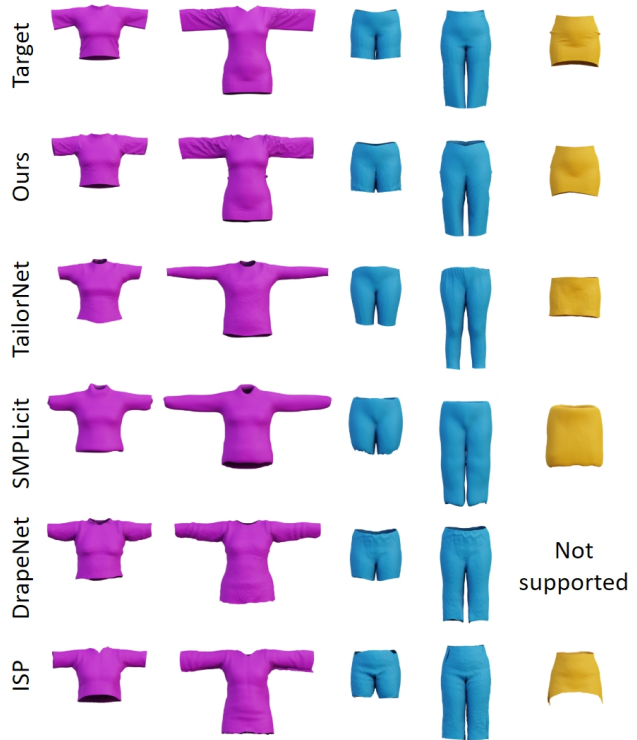 Target
Ours
TailorNet
SMPLicit
DrapeNet
Not
supported
ISP